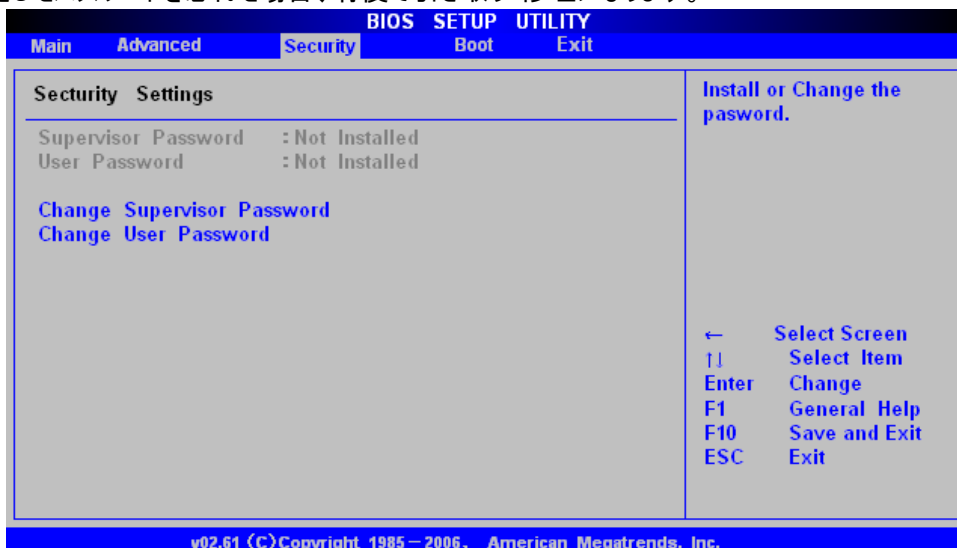 BIOS SETUP UTILITY
Main Advanced Security Boot Exit
Secturity Settings
Supervisor Password :Not Installed
User Password :Not Installed
Change Supervisor Password
Change User Password
Install or Change the
pasword.
← Select Screen
↑↓ Select Item
Enter Change
F1 General Help
F10 Save and Exit
ESC Exit
v02.61 (C)Copyright 1985－2006、 American Megatrends, Inc.